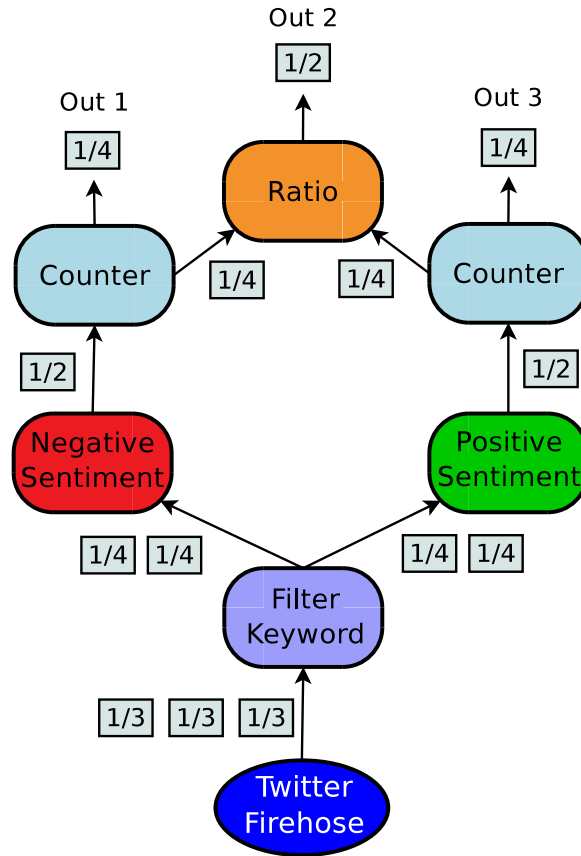 Out 2
1/2
Out 1
Out 3
1/4
1/4
Ratio
Counter
Counter
1/4
1/4
1/2
1/2
Negative
Sentiment
Positive
Sentiment
1/4 1/4
1/4 1/4
Filter
Keyword
1/3 1/3 1/3
Twitter
Firehose